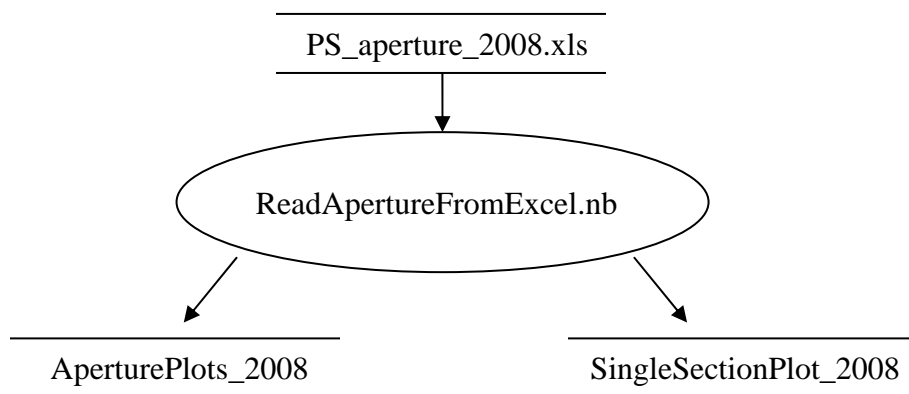 PS_aperture_2008.xls
ReadApertureFromExcel.nb
AperturePlots_2008
SingleSectionPlot_2008